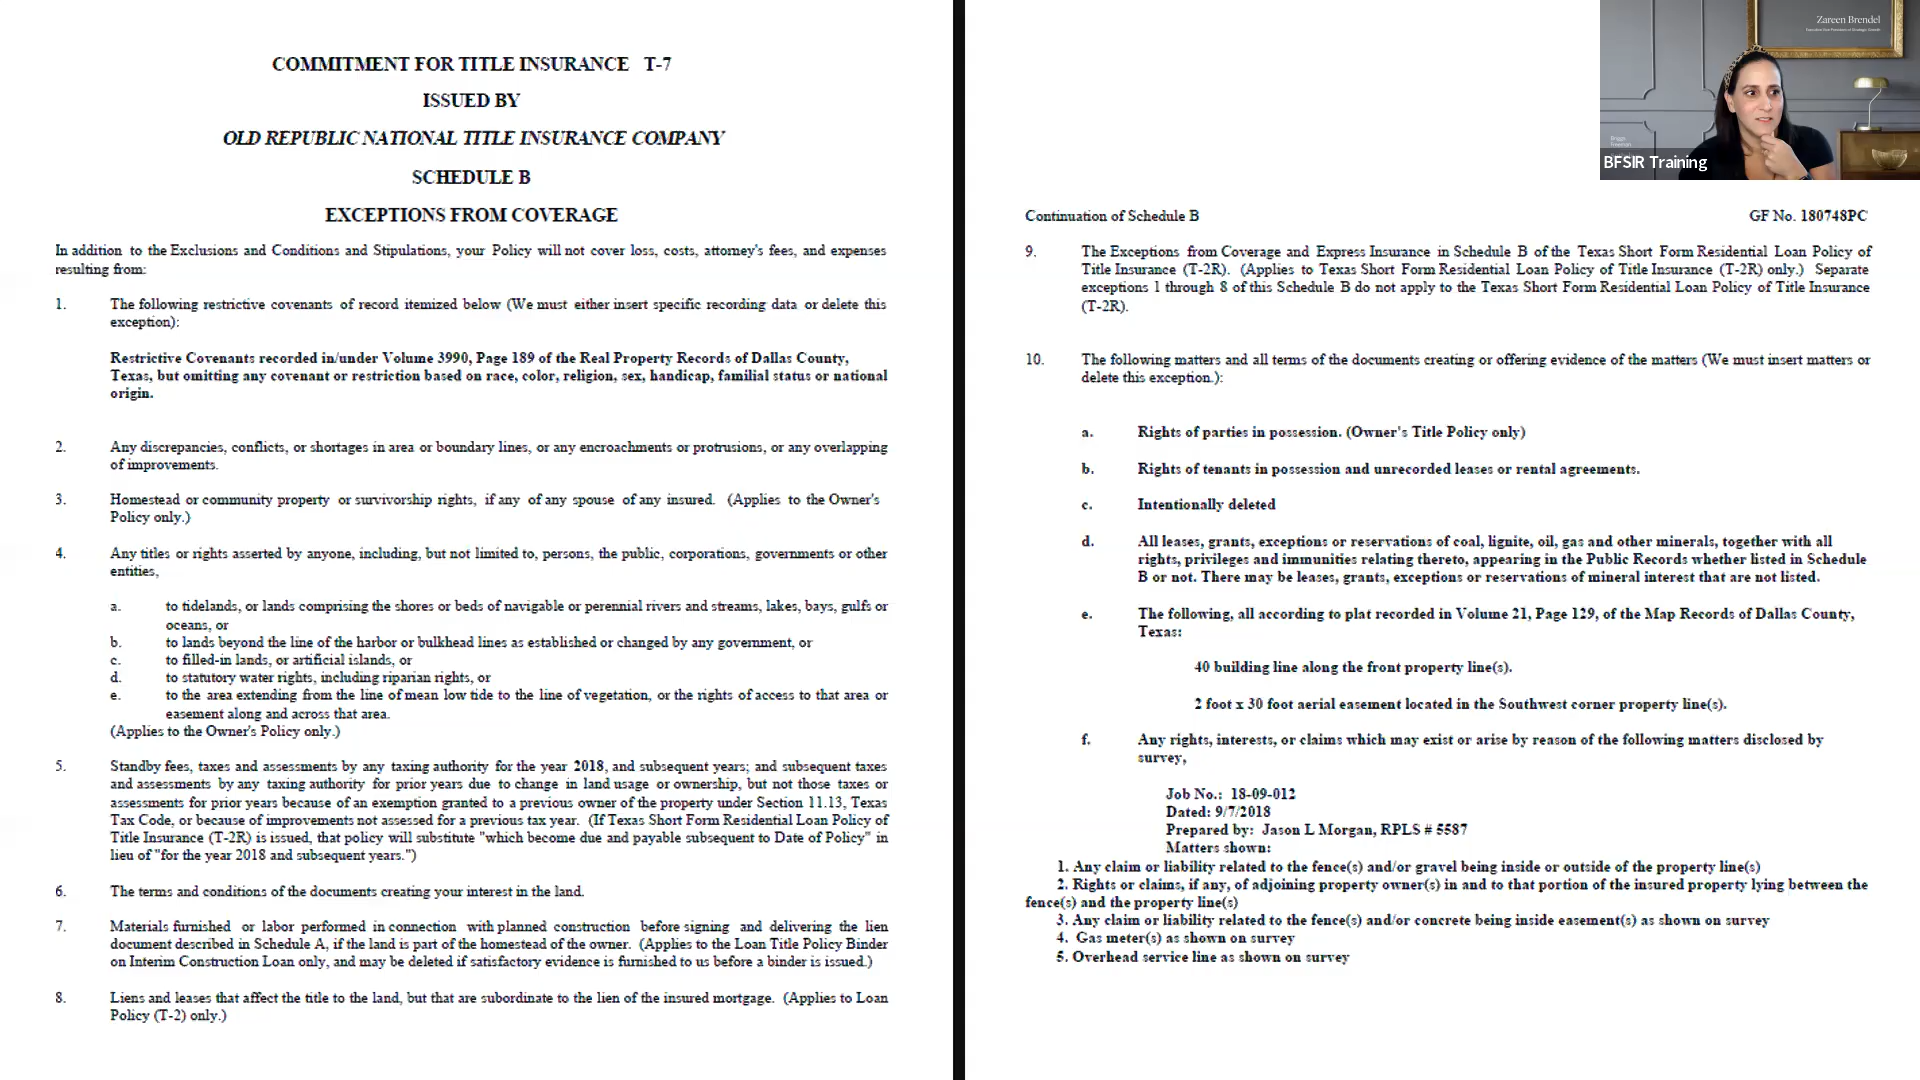 COMMITMENT FOR TITLE INSURANCE T-7
ISSUED BY
OLD REPUBLIC NATIONAL TITLE INSURANCE COMPANY
SCHEDULE B
EXCEPTIONS FROM COVERAGE
In addition to the Exclusions and Conditions and Stipulations, your Policy will not cover loss, costs, attorney's fees, and expenses
resulting from:
1. The following restrictive covenants of record itemized below (We must either insert specific recording data or delete this
exception):
Restrictive Covenants recorded in/under Volume 3990, Page 189 of the Real Property Records of Dallas County,
Texas, but omitting any covenant or restriction based on race, color, religion, sex, handicap, familial status or national
origin.
2. Any discrepancies, conflicts, or shortages in area or boundary lines, or any encroachments or protrusions, or any overlapping
of improvements.
3. Homestead or community property or survivorship rights, if any of any spouse of any insured. (Applies to the Owner's
Policy only.)
4. Any titles or rights asserted by anyone, including, but not limited to, persons, the public, corporations, governments or other
entities,
a. to tidelands, or lands comprising the shores or beds of navigable or perennial rivers and streams, lakes, bays, gulfs or
oceans, or
b. to lands beyond the line of the harbor or bulkhead lines as established or changed by any government, or
c. to filled-in lands, or artificial islands, or
d. to statutory water rights, including riparian rights, or
e. to the area extending from the line of mean low tide to the line of vegetation, or the rights of access to that area or
easement along and across that area.
(Applies to the Owner's Policy only.)
5. Standby fees, taxes and assessments by any taxing authority for the year 2018, and subsequent years; and subsequent taxes
and assessments by any taxing authority for prior years due to change in land usage or ownership, but not those taxes or
assessments for prior years because of an exemption granted to a previous owner of the property under Section 11.13, Texas
Tax Code, or because of improvements not assessed for a previous tax year. (If Texas Short Form Residential Loan Policy of
Title Insurance (T-2R) is issued, that policy will substitute "which become due and payable subsequent to Date of Policy" in
lieu of "for the year 2018 and subsequent years.")
6. The terms and conditions of the documents creating your interest in the land.
7. Materials furnished or labor performed in connection with planned construction before signing and delivering the lien
document described in Schedule A, if the land is part of the homestead of the owner. (Applies to the Loan Title Policy Binder
on Interim Construction Loan only, and may be deleted if satisfactory evidence is furnished to us before a binder is issued.)
8. Liens and leases that affect the title to the land, but that are subordinate to the lien of the insured mortgage. (Applies to Loan
Policy (T-2) only.)
Continuation of Schedule B GF No. 180748PC
9. The Exceptions from Coverage and Express Insurance in Schedule B of the Texas Short Form Residential Loan Policy of
Title Insurance (T-2R). (Applies to Texas Short Form Residential Loan Policy of Title Insurance (T-2R) only.) Separate
exceptions 1 through 8 of this Schedule B do not apply to the Texas Short Form Residential Loan Policy of Title Insurance
(T-2R).
10. The following matters and all terms of the documents creating or offering evidence of the matters (We must insert matters or
delete this exception.):
a. Rights of parties in possession. (Owner's Title Policy only)
b. Rights of tenants in possession and unrecorded leases or rental agreements.
c. Intentionally deleted
d. All leases, grants, exceptions or reservations of coal, lignite, oil, gas and other minerals, together with all
rights, privileges and immunities relating thereto, appearing in the Public Records whether listed in Schedule
B or not. There may be leases, grants, exceptions or reservations of mineral interest that are not listed.
e. The following, all according to plat recorded in Volume 21, Page 129, of the Map Records of Dallas County,
Texas:
40 building line along the front property line(s).
2 foot x 30 foot aerial easement located in the Southwest corner property line(s).
f. Any rights, interests, or claims which may exist or arise by reason of the following matters disclosed by
survey,
Job No.: 18-09-012
Dated: 9/7/2018
Prepared by: Jason L Morgan, RPLS # 5587
Matters shown:
1. Any claim or liability related to the fence(s) and/or gravel being inside or outside of the property line(s)
2. Rights or claims, if any, of adjoining property owner(s) in and to that portion of the insured property lying between the
fence(s) and the property line(s)
3. Any claim or liability related to the fence(s) and/or concrete being inside easement(s) as shown on survey
4. Gas meter(s) as shown on survey
5. Overhead service line as shown on survey
Zareen Brendel
Executive Vice President of Strategic Growth
Briggs
Freeman
BFSIR Training